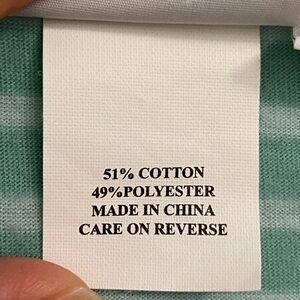 51% COTTON
49%POLYESTER
MADE IN CHINA
CARE ON REVERSE